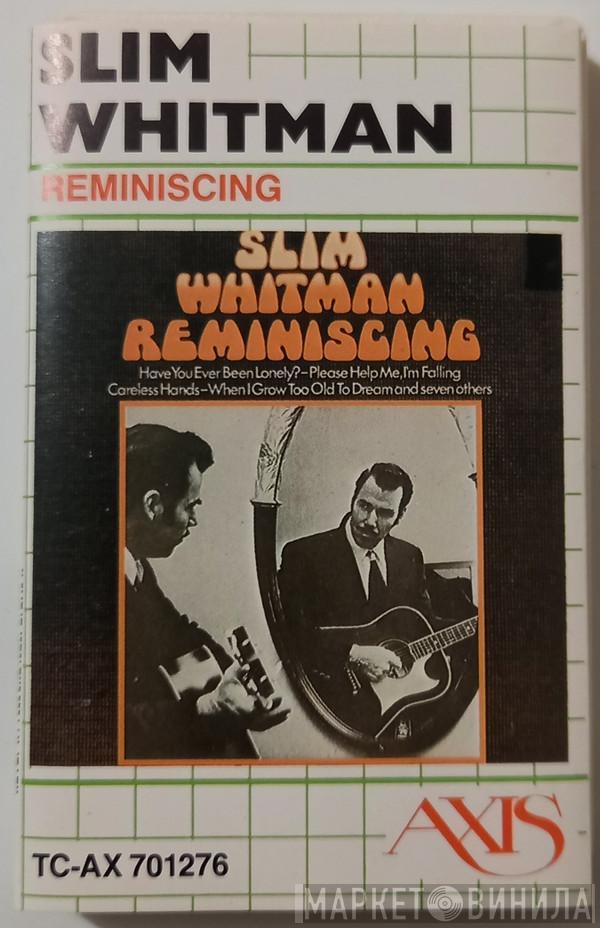 SLIM
WHITMAN
REMINISCING
SLIM
WHITMAN
REMINISCING
Have You Ever Been Lonely?–Please Help Me, I'm Falling
Careless Hands–When I Grow Too Old To Dream and seven others
AXIS
TC-AX 701276
МАРКЕТ ВИНИЛА